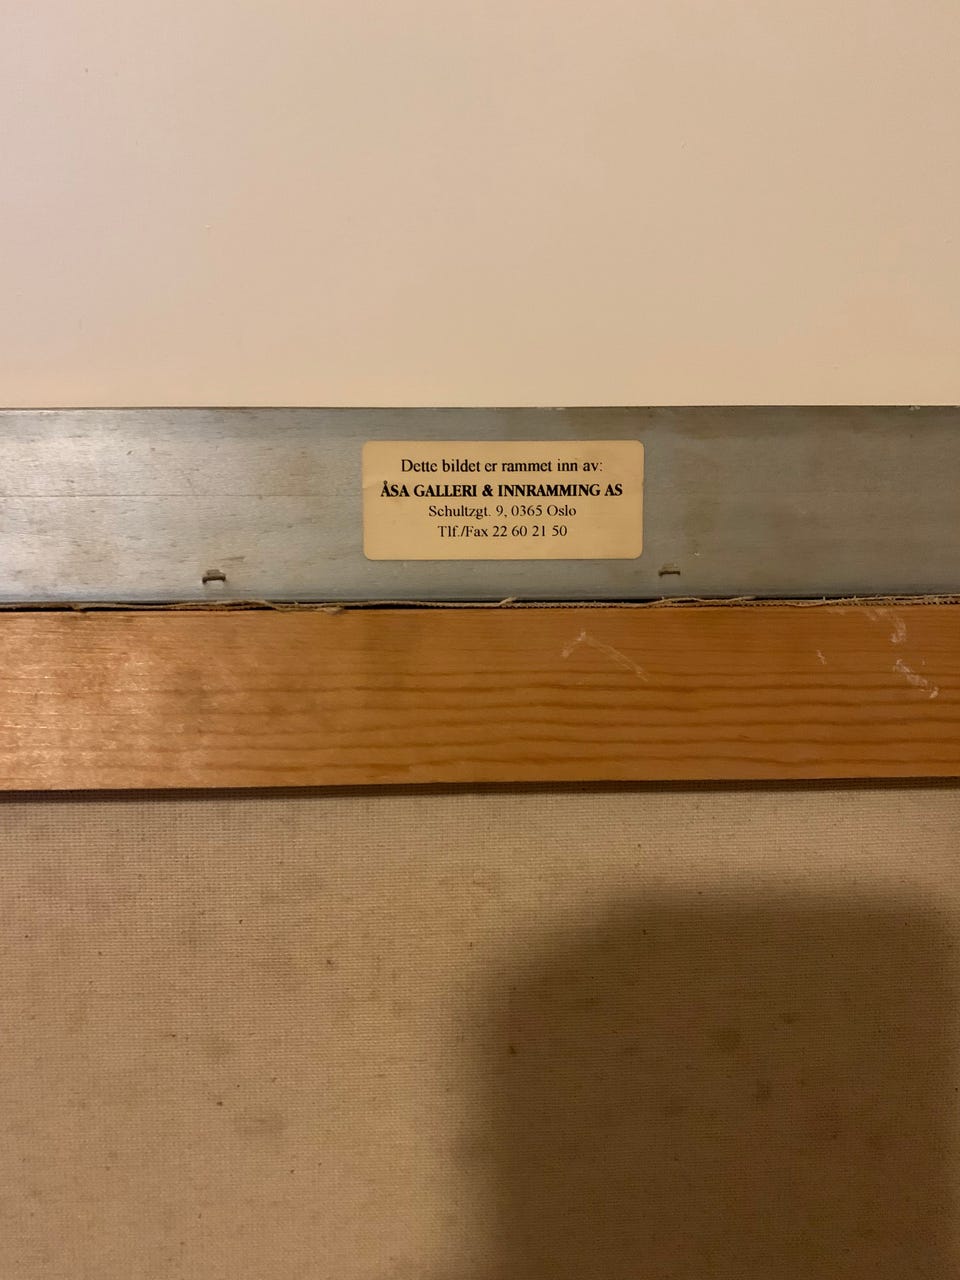 Dette bildet er rammet inn av:
ÅSA GALLERI & INNRAMMING AS
Schultzgt. 9, 0365 Oslo
Tlf./Fax 22 60 21 50